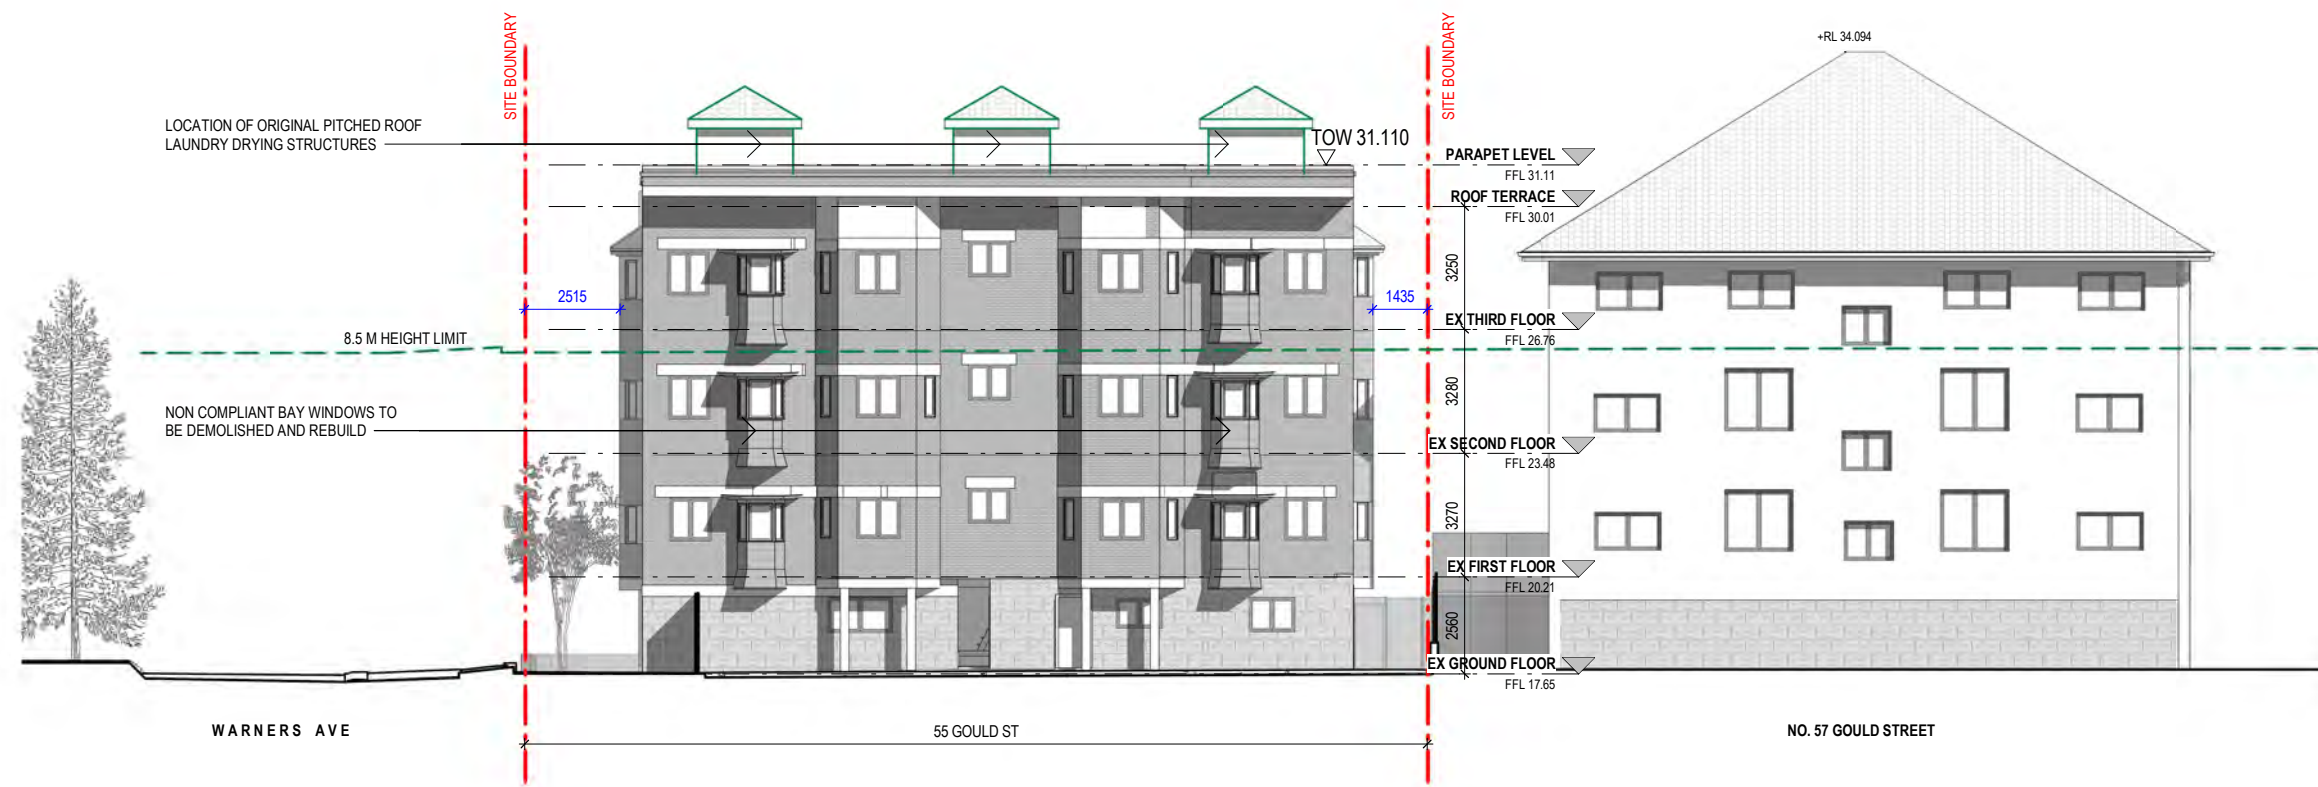 SITE BOUNDARY
SITE BOUNDARY
+RL 34.094
LOCATION OF ORIGINAL PITCHED ROOF
LAUNDRY DRYING STRUCTURES
TOW 31.110
PARAPET LEVEL
FFL 31.11
ROOF TERRACE
FFL 30.01
3250
2515
1435
EX THIRD FLOOR
FFL 26.76
8.5 M HEIGHT LIMIT
3280
NON COMPLIANT BAY WINDOWS TO
BE DEMOLISHED AND REBUILD
EX SECOND FLOOR
FFL 23.48
3270
EX FIRST FLOOR
FFL 20.21
2560
EX GROUND FLOOR
FFL 17.65
WARNERS AVE
55 GOULD ST
NO. 57 GOULD STREET